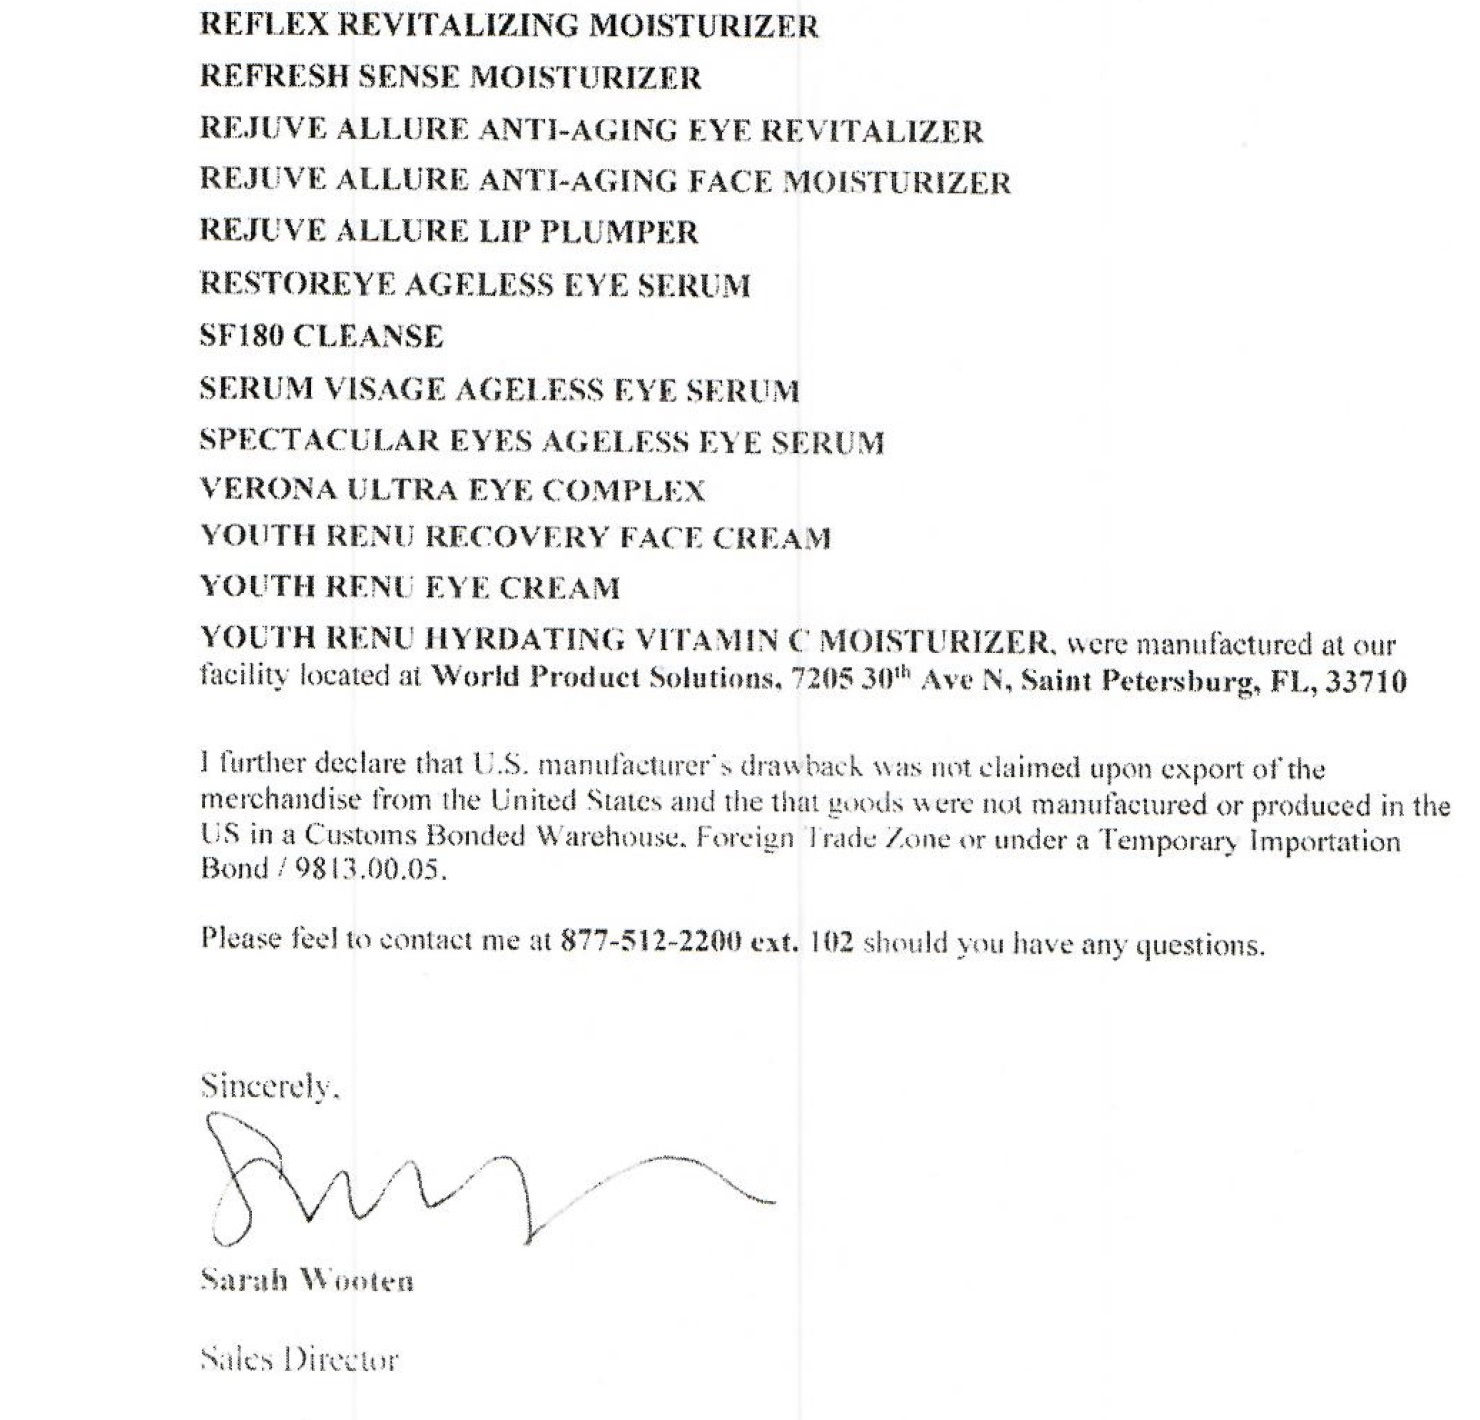 REFLEX REVITALIZING MOISTURIZER
REFRESH SENSE MOISTURIZER
REJUVE ALLURE ANTI-AGING EYE REVITALIZER
REJUVE ALLURE ANTI-AGING FACE MOISTURIZER
REJUVE ALLURE LIP PLUMPER
RESTOREYE AGELESS EYE SERUM
SF180 CLEANSE
SERUM VISAGE AGELESS EYE SERUM
SPECTACULAR EYES AGELESS EYE SERUM
VERONA ULTRA EYE COMPLEX
YOUTH RENU RECOVERY FACE CREAM
YOUTH RENU EYE CREAM
YOUTH RENU HYRDATING VITAMIN C MOISTURIZER, were manufactured at our
facility located at World Product Solutions, 7205 30th Ave N, Saint Petersburg, FL, 33710
I further declare that U.S. manufacturer's drawback was not claimed upon export of the
merchandise from the United States and the that goods were not manufactured or produced in the
US in a Customs Bonded Warehouse, Foreign Trade Zone or under a Temporary Importation
Bond / 9813.00.05.
Please feel to contact me at 877-512-2200 ext. 102 should you have any questions.
Sincerely,
Sarah Wooten
Sales Director